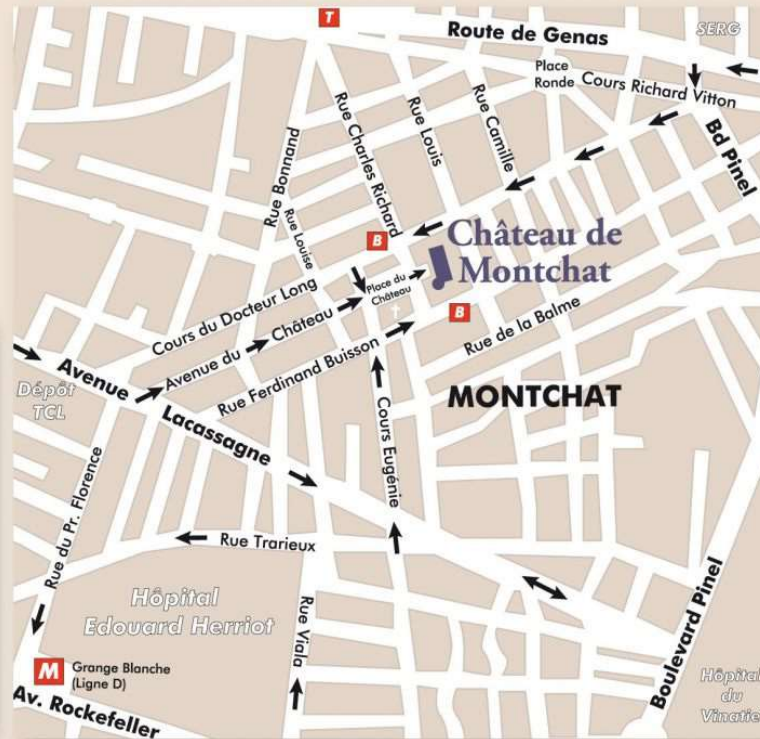 T
Route de Genas
SERG
Place
Ronde
Cours Richard Vitton
Bd Pinel
Rue Bonnand
Rue Charles Richard
Rue Louis
Rue Camille
Rue Louise
B
Château de
Montchat
Place du
Château
B
Cours du Docteur Long
Avenue du Château
Rue Ferdinand Buisson
Rue de la Balme
MONTCHAT
Dépôt
TCL
Avenue Lacassagne
Cours Eugénie
Rue du Pr. Florence
Rue Trarieux
Hôpital
Edouard Herriot
Rue Viala
Boulevard Pinel
M
Grange Blanche
(Ligne D)
Av. Rockefeller
Hôpital
du
Vinatie